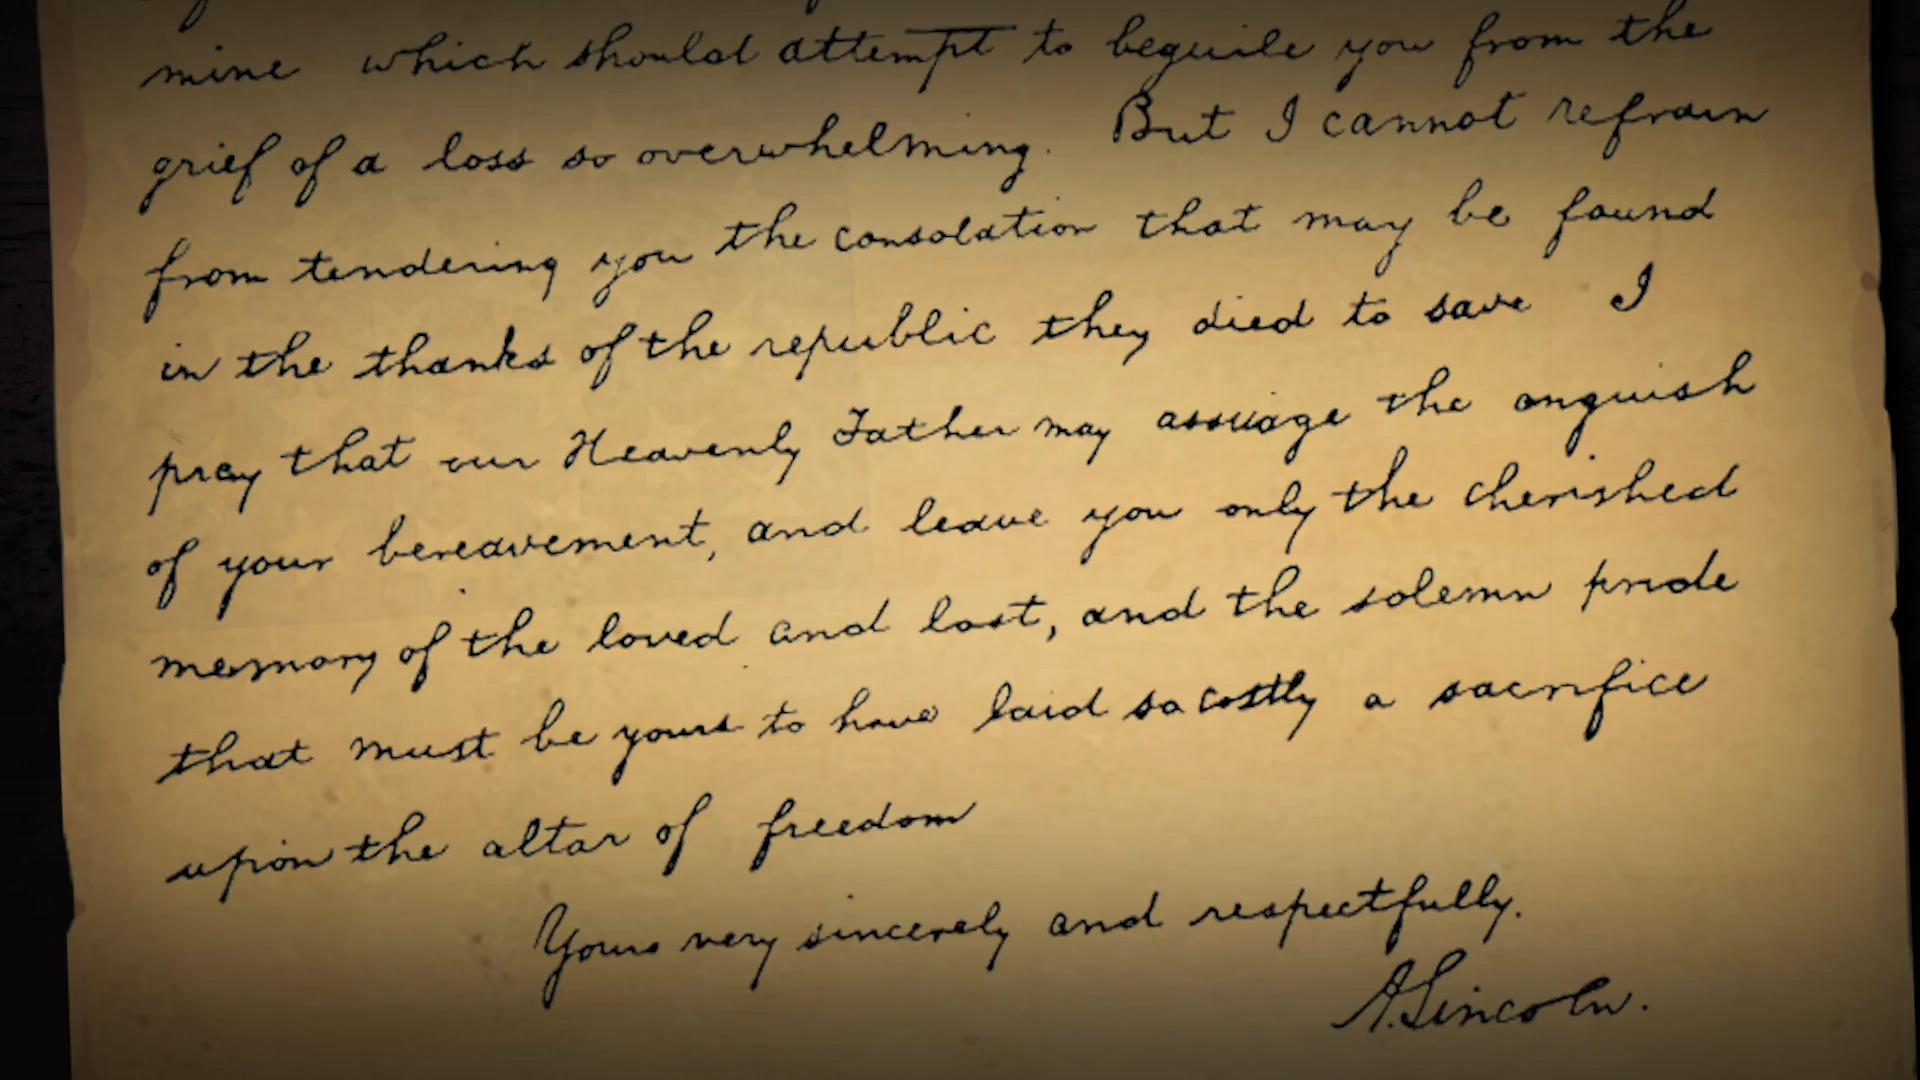 mine which should attempt to beguile you from the
grief of a loss so overwhelming. But I cannot refrain
from tendering you the consolation that may be found
in the thanks of the republic they died to save I
pray that our Heavenly Father may assuage the anguish
of your bereavement, and leave you only the cherished
memory of the loved and lost, and the solemn pride
that must be yours to have laid so costly a sacrifice
upon the altar of freedom
Yours very sincerely and respectfully.
A. Lincoln.